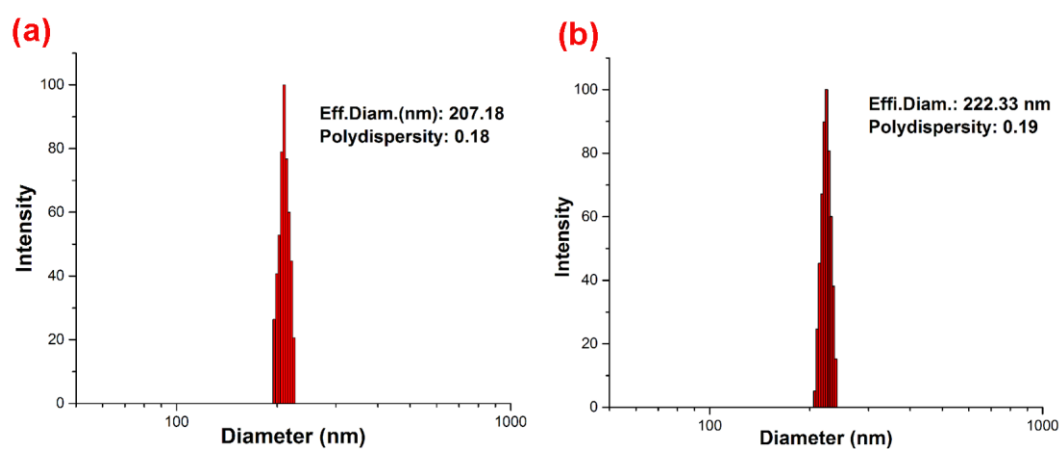 (a)
Eff.Diam.(nm): 207.18
Polydispersity: 0.18
Intensity
100
80
60
40
20
0
100
1000
Diameter (nm)
(b)
Effi.Diam.: 222.33 nm
Polydispersity: 0.19
Intensity
100
80
60
40
20
0
100
1000
Diameter (nm)